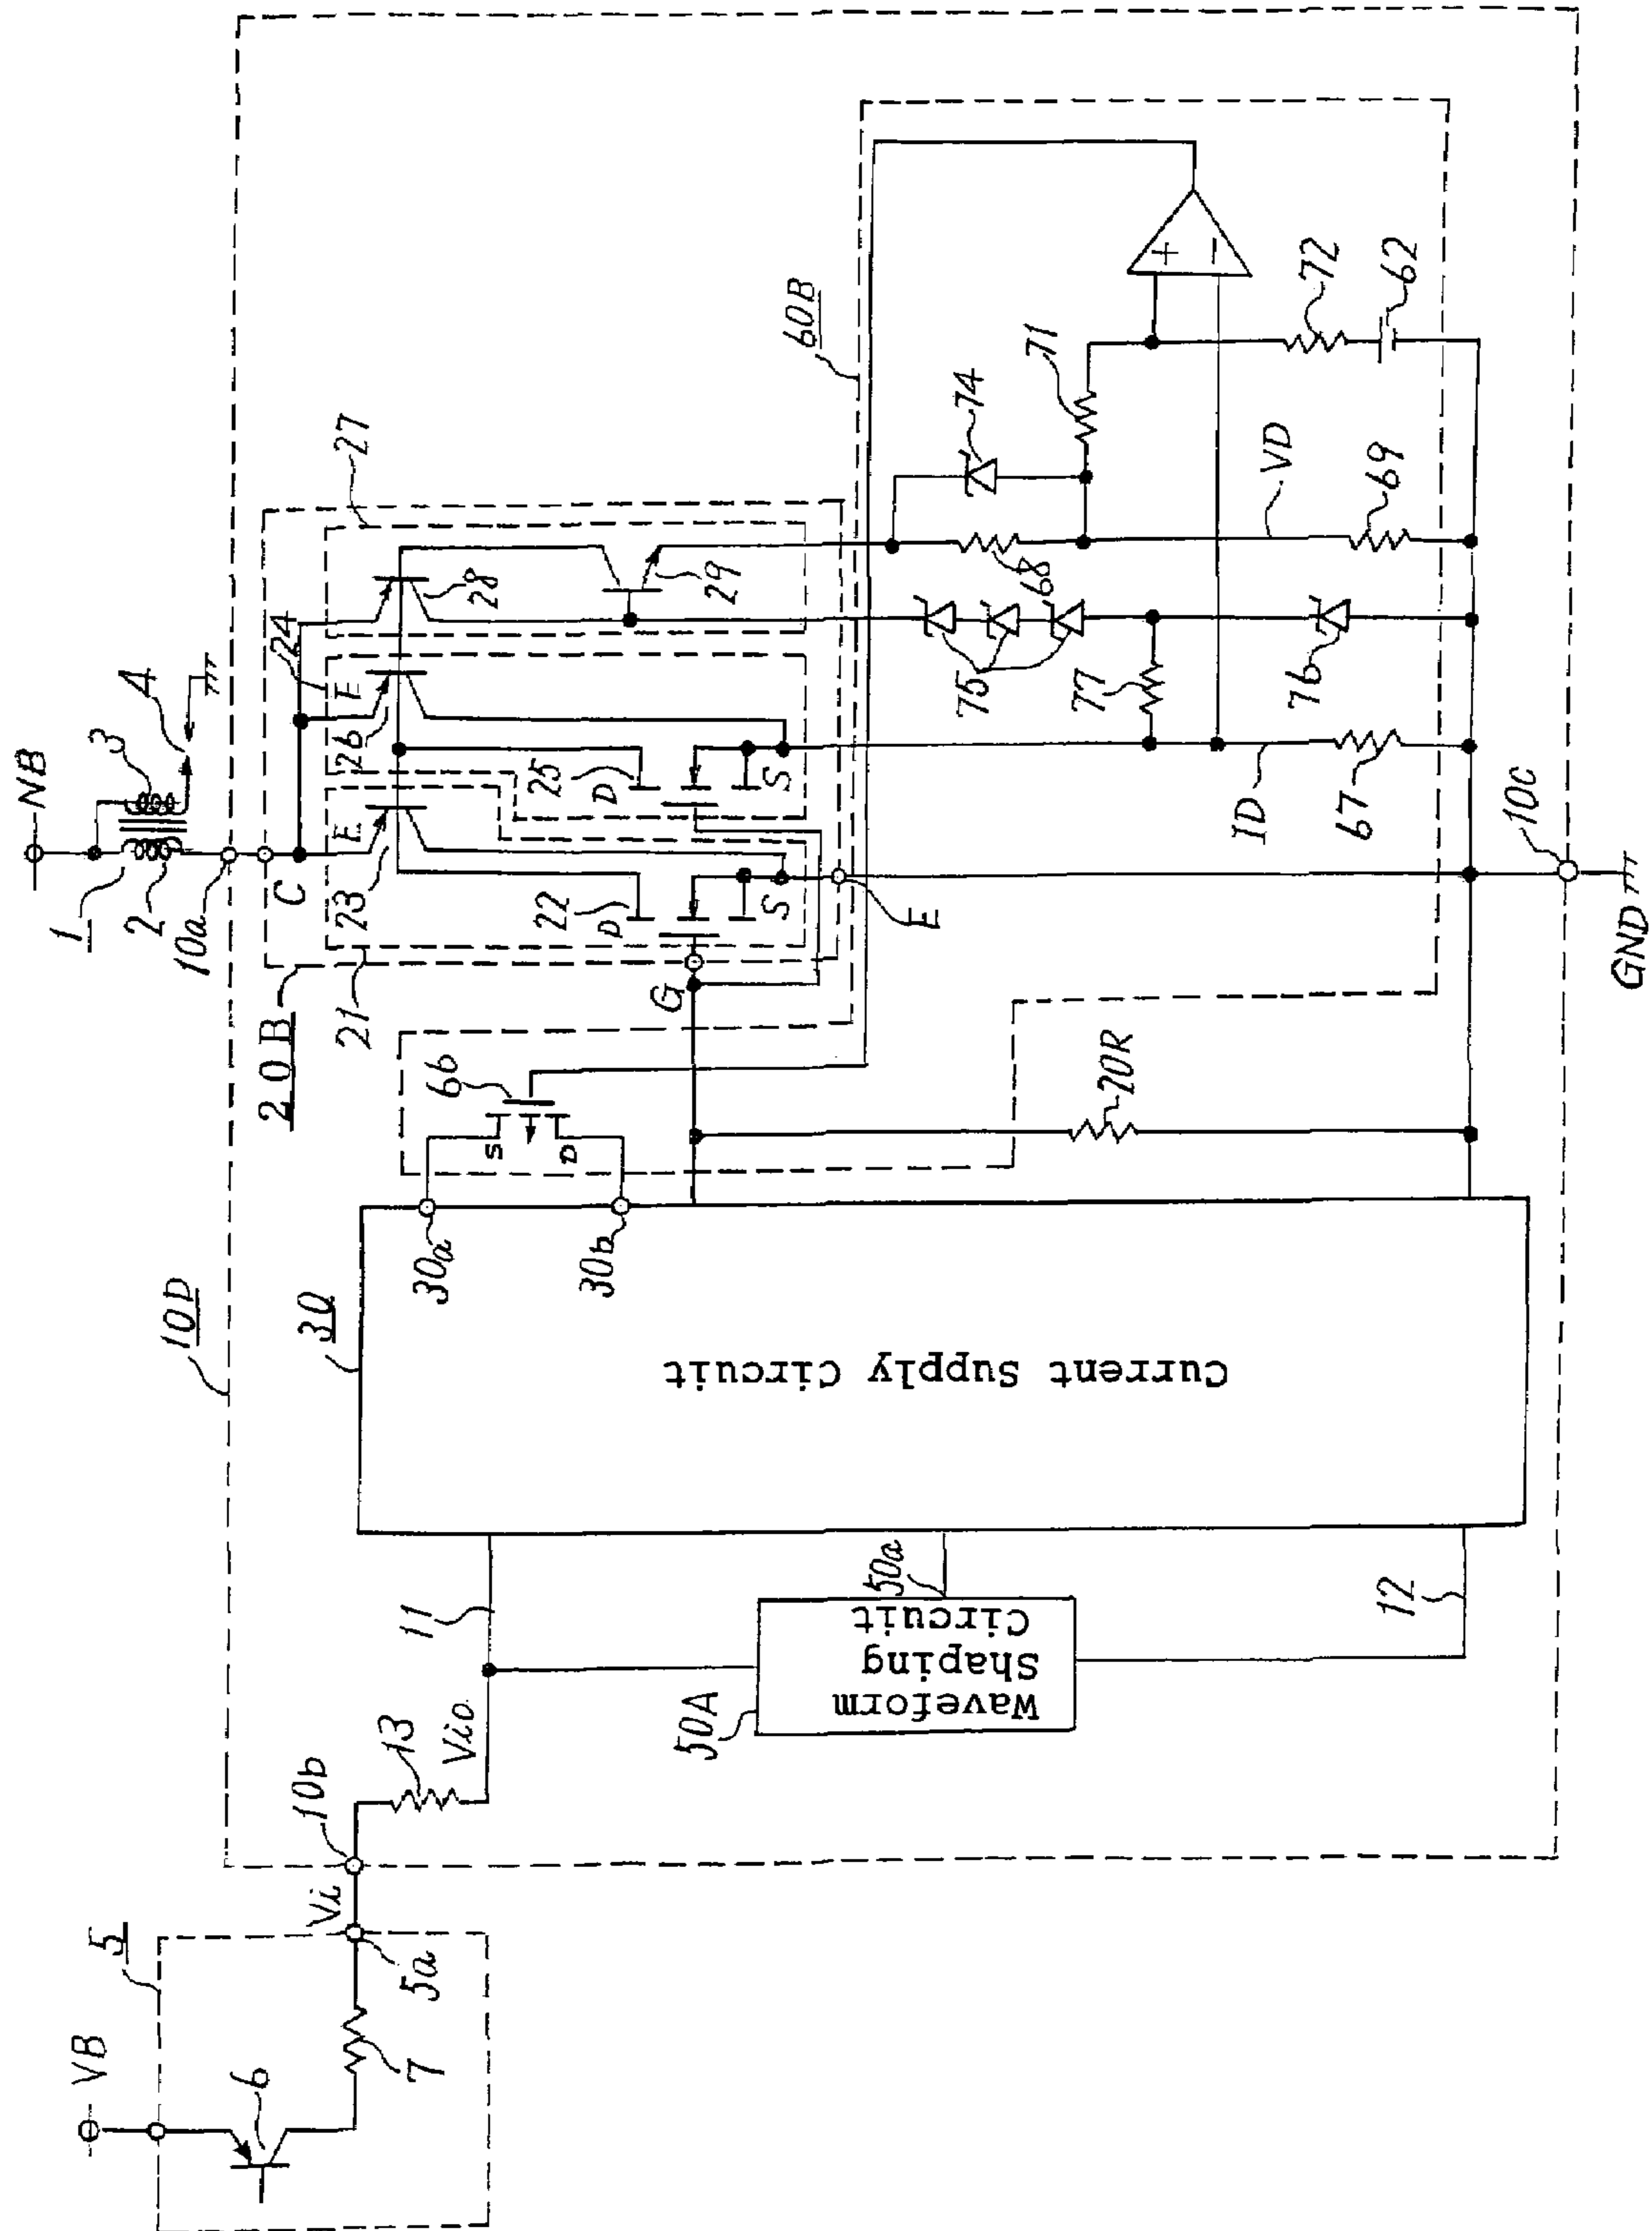 NB
1
2
3
4
10a
C
E
E
24
27
23
26
28
22
25
29
D
D
S
S
21
20B
G
E
60B
66
S
D
74
71
68
75
77
76
VD
ID
69
67
72
62
+
−
20R
10C
GND
10D
30
30a
30b
Current Supply Circuit
11
12
50a
50A
Waveform
Shaping
Circuit
Vio
13
10b
Vi
5
5a
VB
6
7